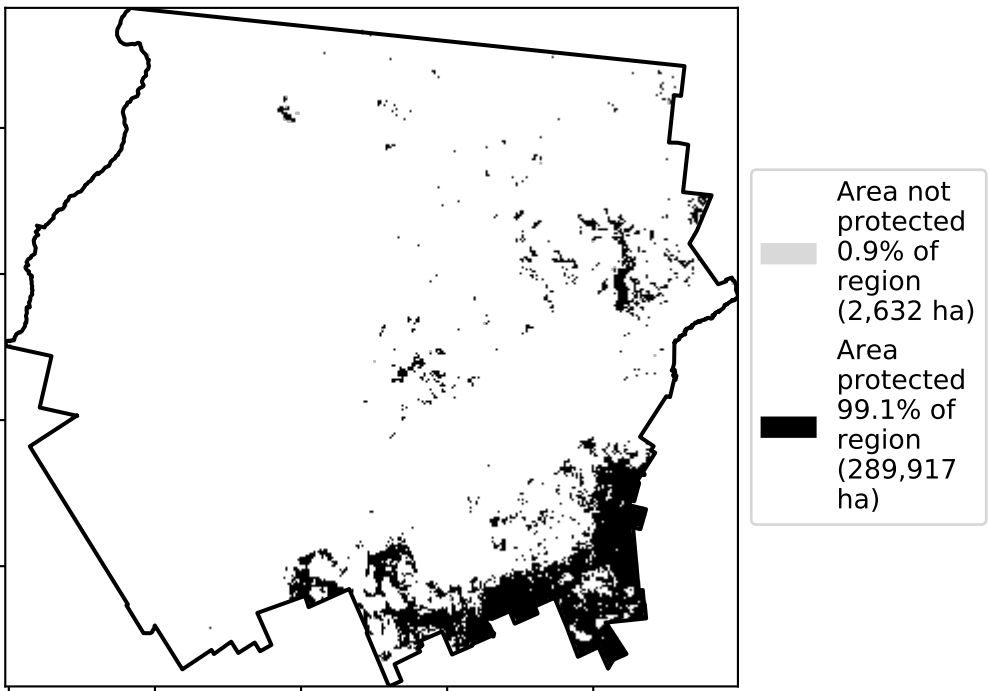 Area not
protected
0.9% of
region
(2,632 ha)
Area
protected
99.1% of
region
(289,917
ha)